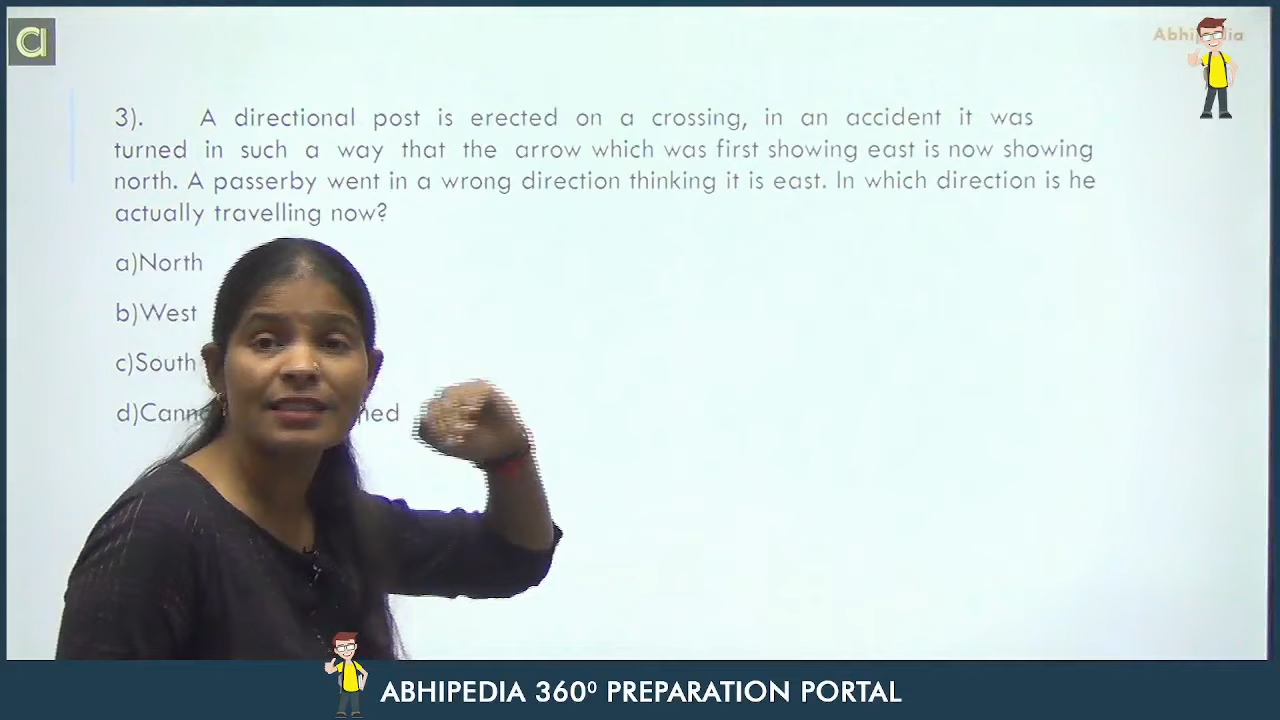 Abhipedia
3). A directional post is erected on a crossing, in an accident it was
turned in such a way that the arrow which was first showing east is now showing
north. A passerby went in a wrong direction thinking it is east. In which direction is he
actually travelling now?
a)North
b)West
c)South
ABHIPEDIA 360⁰ PREPARATION PORTAL